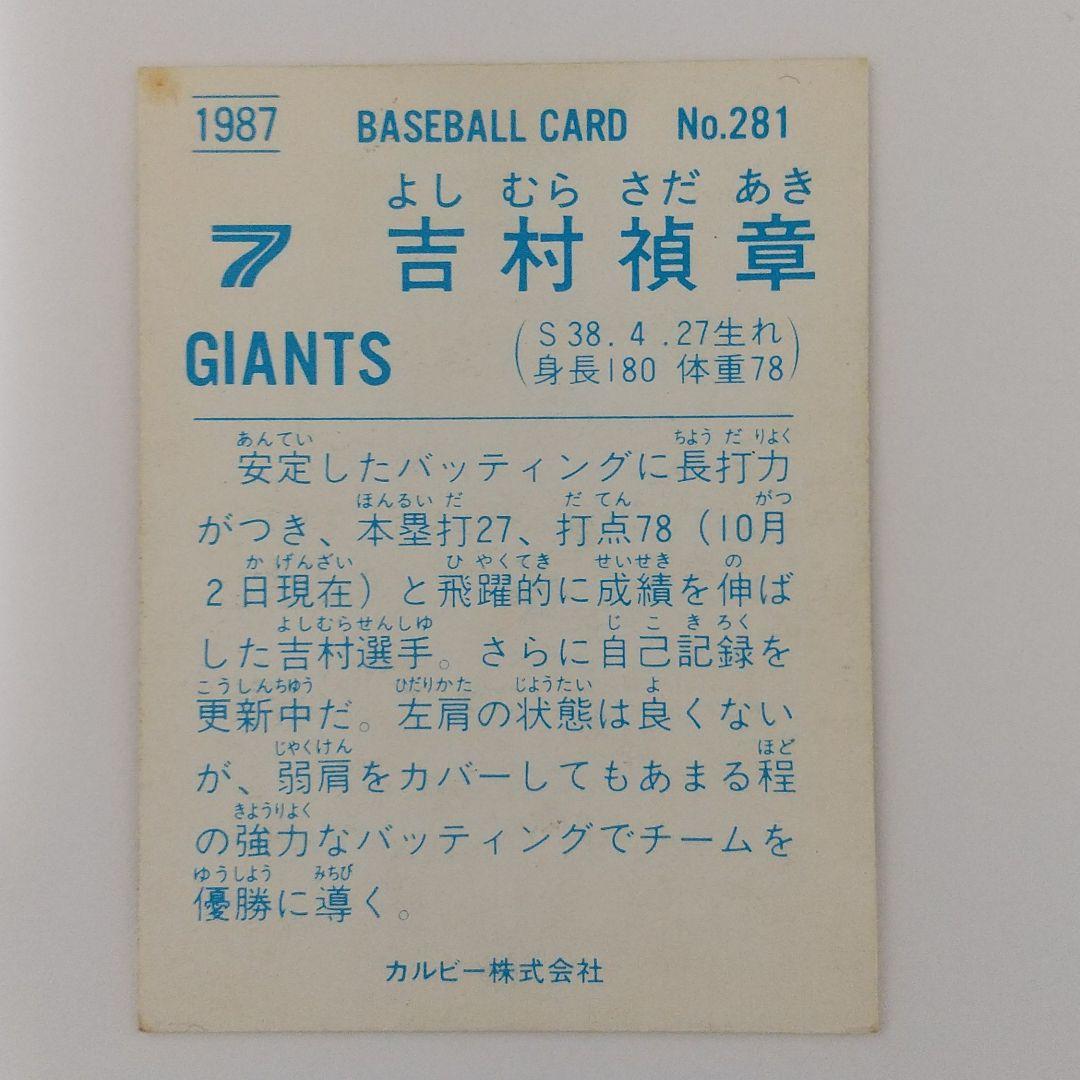 1987 BASEBALL CARD No.281
よし むら さだ あき
7 吉村禎章
GIANTS
S38.4.27生れ
身長180 体重78
あんてい ちようだりよく
安定したバッティングに長打力
ほんるいだ だてん がつ
がつき、本塁打27、打点78（10月
かげんざい ひやくてき せいせき の
2日現在）と飛躍的に成績を伸ば
よしむらせんしゆ じこきろく
した吉村選手。さらに自己記録を
こうしんちゆう ひだりかた じようたい よ
更新中だ。左肩の状態は良くない
じやくけん ほど
が、弱肩をカバーしてもあまる程
きようりよく
の強力なバッティングでチームを
ゆうしよう みちび
優勝に導く。
カルビー株式会社